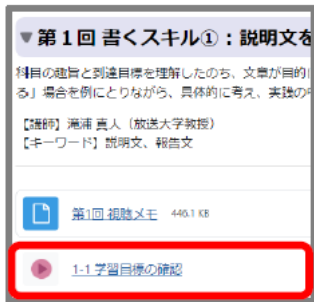 ▼第1回 書くスキル①：説明文を
科目の趣旨と到達目標を理解したのち、文章が目的
る」場合を例にとりながら、具体的に考え、実践の
【講師】滝浦 真人（放送大学教授）
【キーワード】説明文、報告文
第1回 視聴メモ 446.1 KB
1-1 学習目標の確認